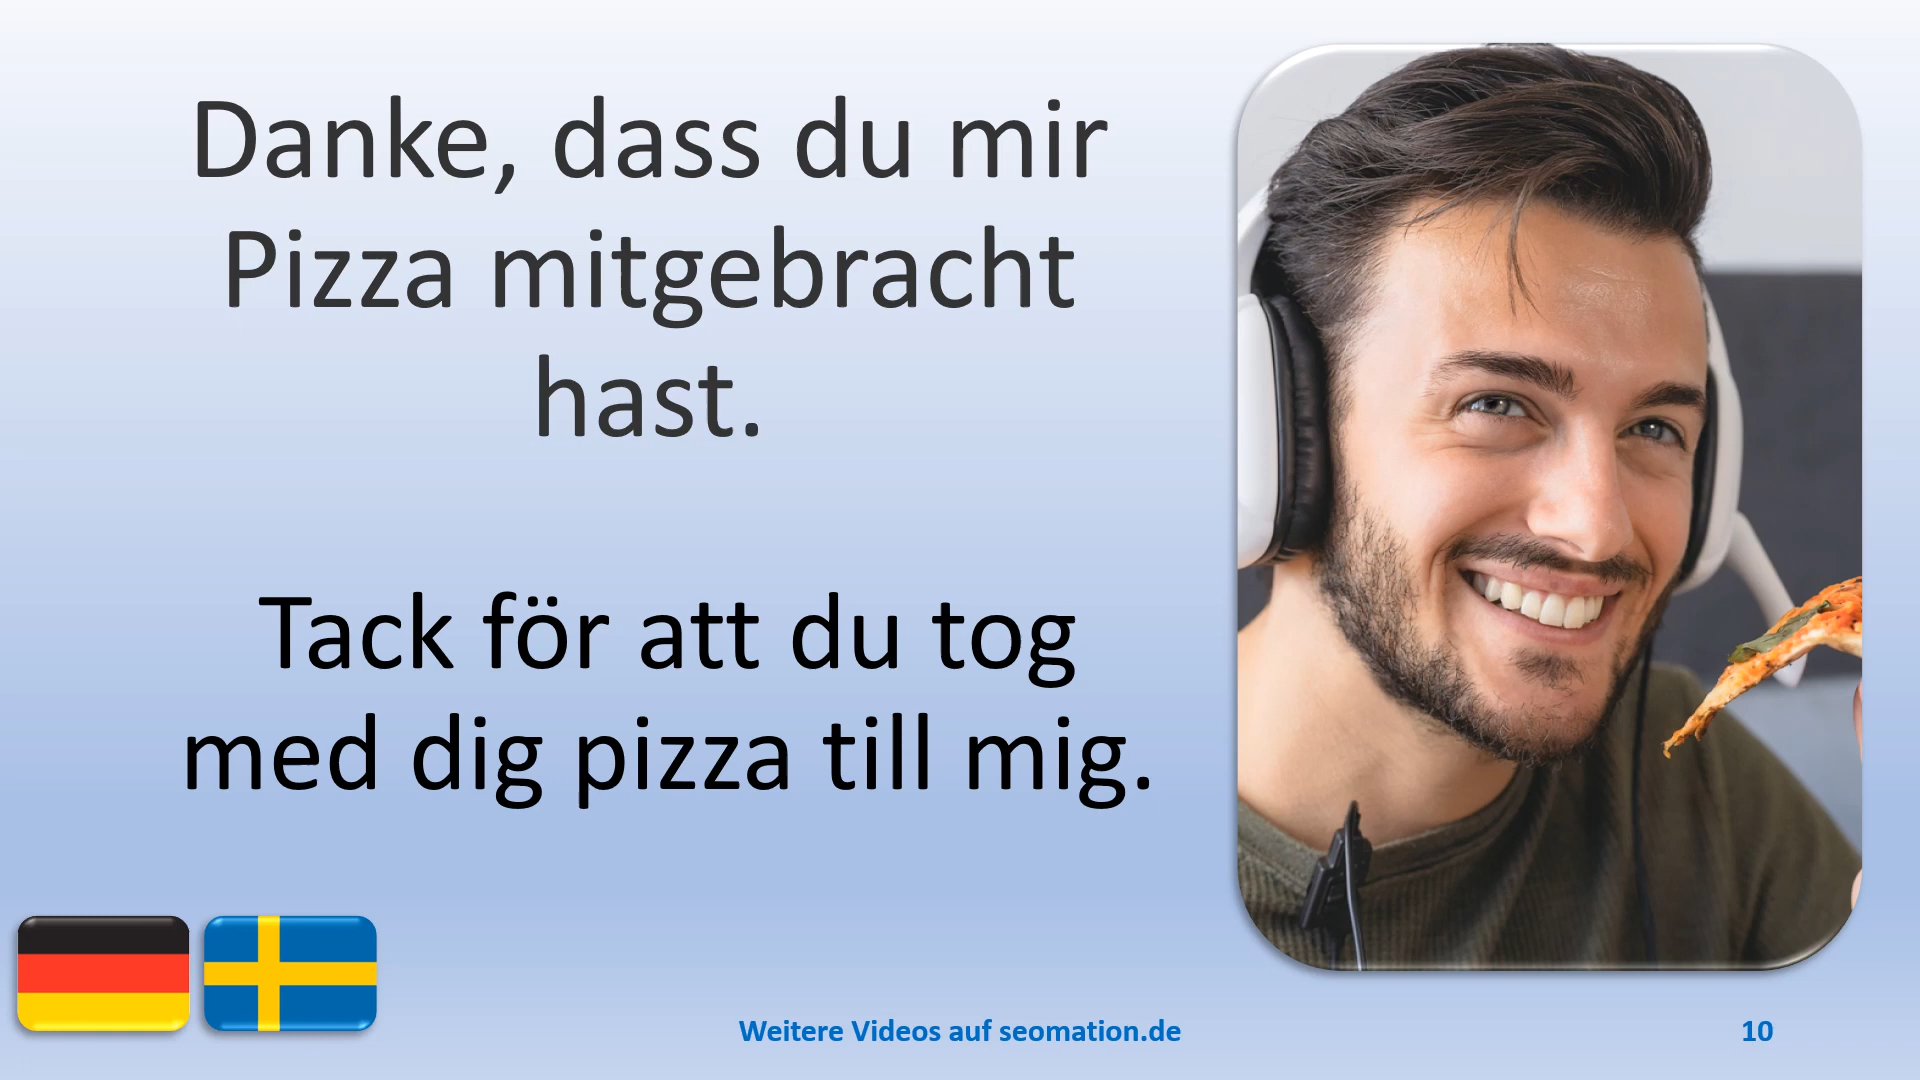 Danke, dass du mir
Pizza mitgebracht
hast.
Tack för att du tog
med dig pizza till mig.
Weitere Videos auf seomation.de
10